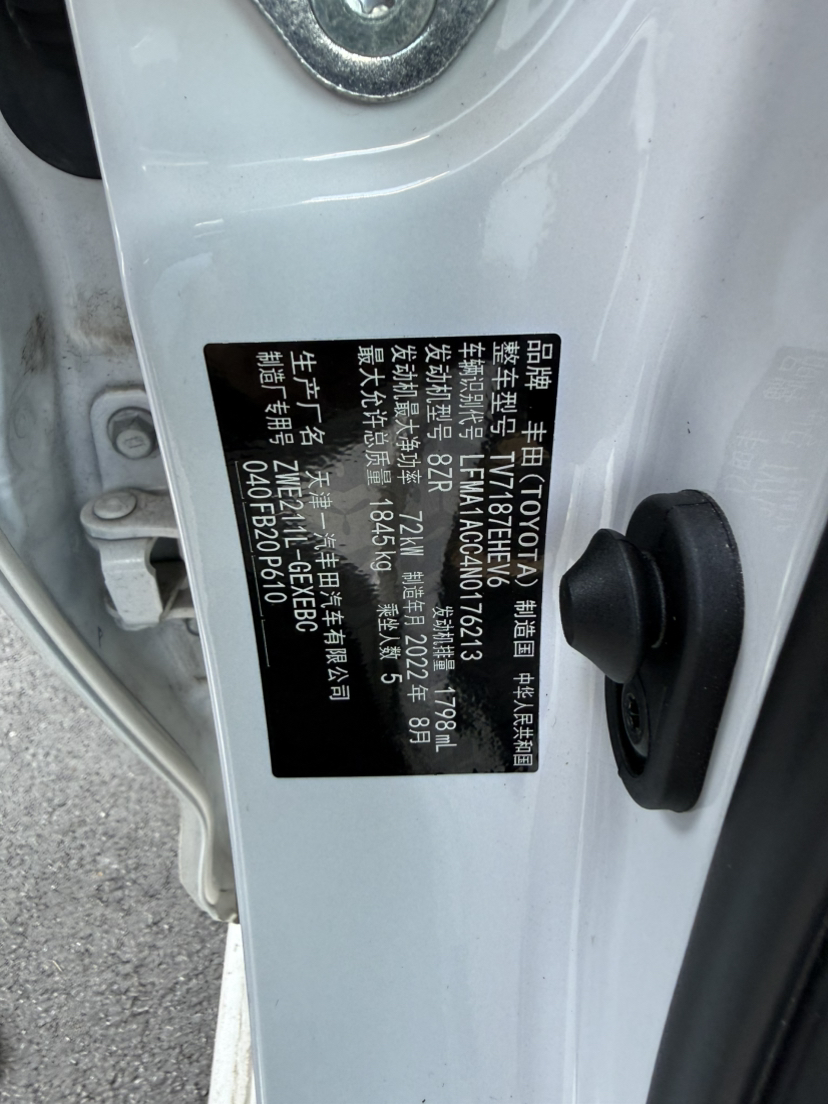 品牌 丰田(TOYOTA) 制造国 中华人民共和国
整车型号 TV7187EHEV6
车辆识别代号 LFMA1ACC4N0176213
发动机型号 8ZR 发动机排量 1798mL
发动机最大净功率 72kW 制造年月 2022年 8月
最大允许总质量 1845kg 乘坐人数 5
生产厂名 天津一汽丰田汽车有限公司
制造厂专用号 ZWE211L-GEXEBC
040 FB20 P610